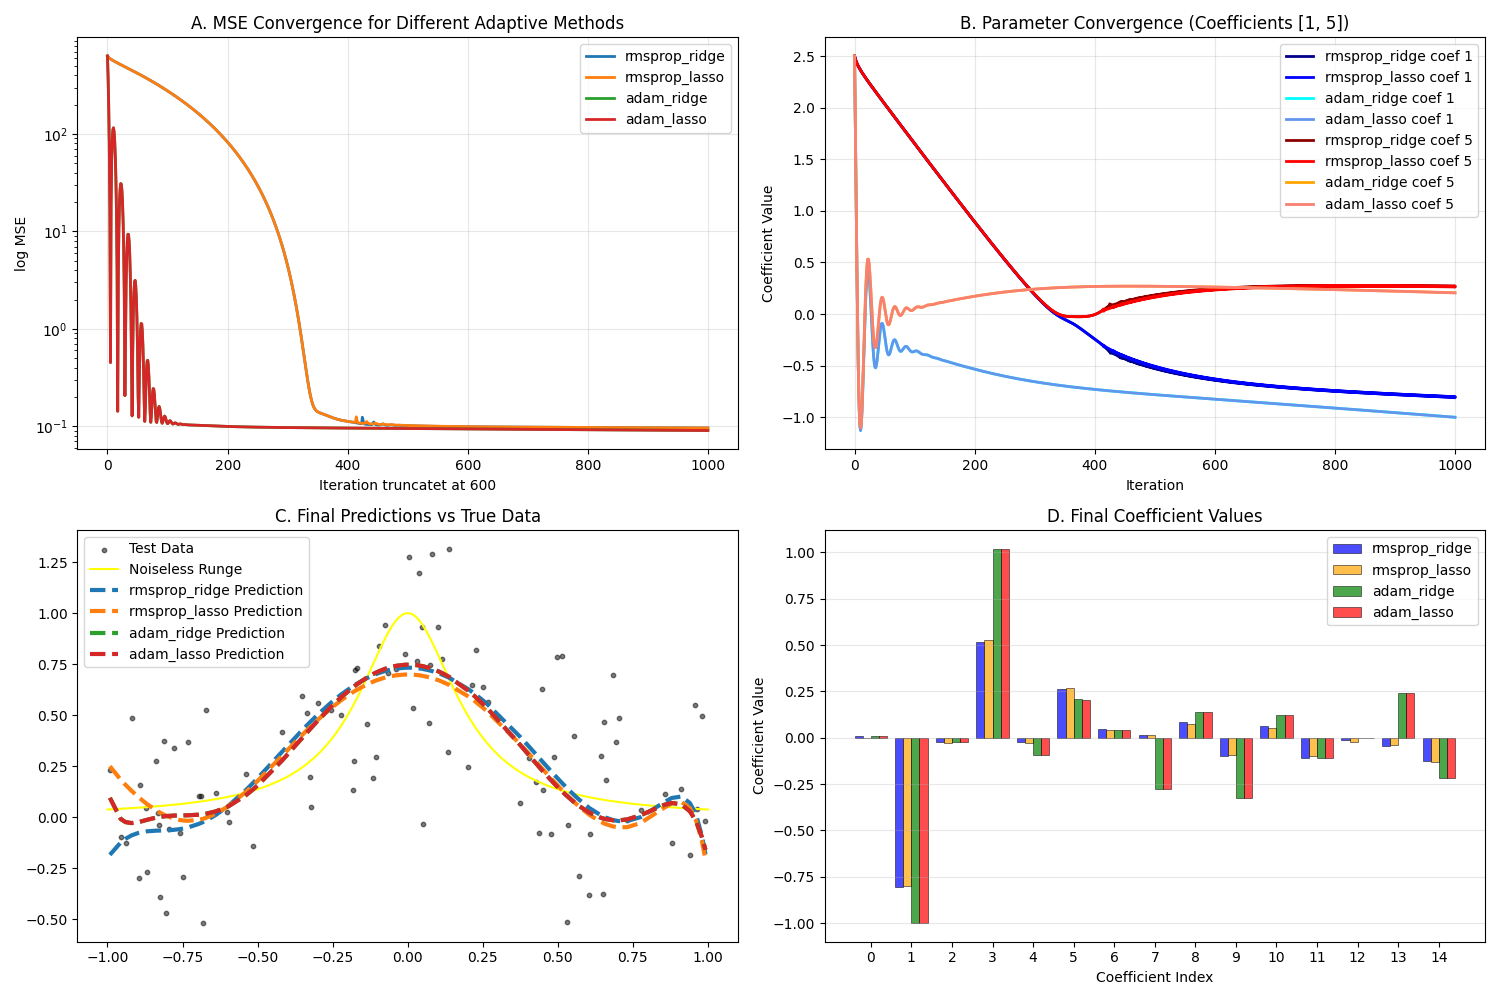 A. MSE Convergence for Different Adaptive Methods
log MSE
10²
10¹
10⁰
10⁻¹
0 200 400 600 800 1000
Iteration truncatet at 600
rmsprop_ridge
rmsprop_lasso
adam_ridge
adam_lasso
B. Parameter Convergence (Coefficients [1, 5])
Coefficient Value
2.5
2.0
1.5
1.0
0.5
0.0
−0.5
−1.0
0 200 400 600 800 1000
Iteration
rmsprop_ridge coef 1
rmsprop_lasso coef 1
adam_ridge coef 1
adam_lasso coef 1
rmsprop_ridge coef 5
rmsprop_lasso coef 5
adam_ridge coef 5
adam_lasso coef 5
C. Final Predictions vs True Data
1.25
1.00
0.75
0.50
0.25
0.00
−0.25
−0.50
−1.00 −0.75 −0.50 −0.25 0.00 0.25 0.50 0.75 1.00
Test Data
Noiseless Runge
rmsprop_ridge Prediction
rmsprop_lasso Prediction
adam_ridge Prediction
adam_lasso Prediction
D. Final Coefficient Values
Coefficient Value
1.00
0.75
0.50
0.25
0.00
−0.25
−0.50
−0.75
−1.00
0 1 2 3 4 5 6 7 8 9 10 11 12 13 14
Coefficient Index
rmsprop_ridge
rmsprop_lasso
adam_ridge
adam_lasso